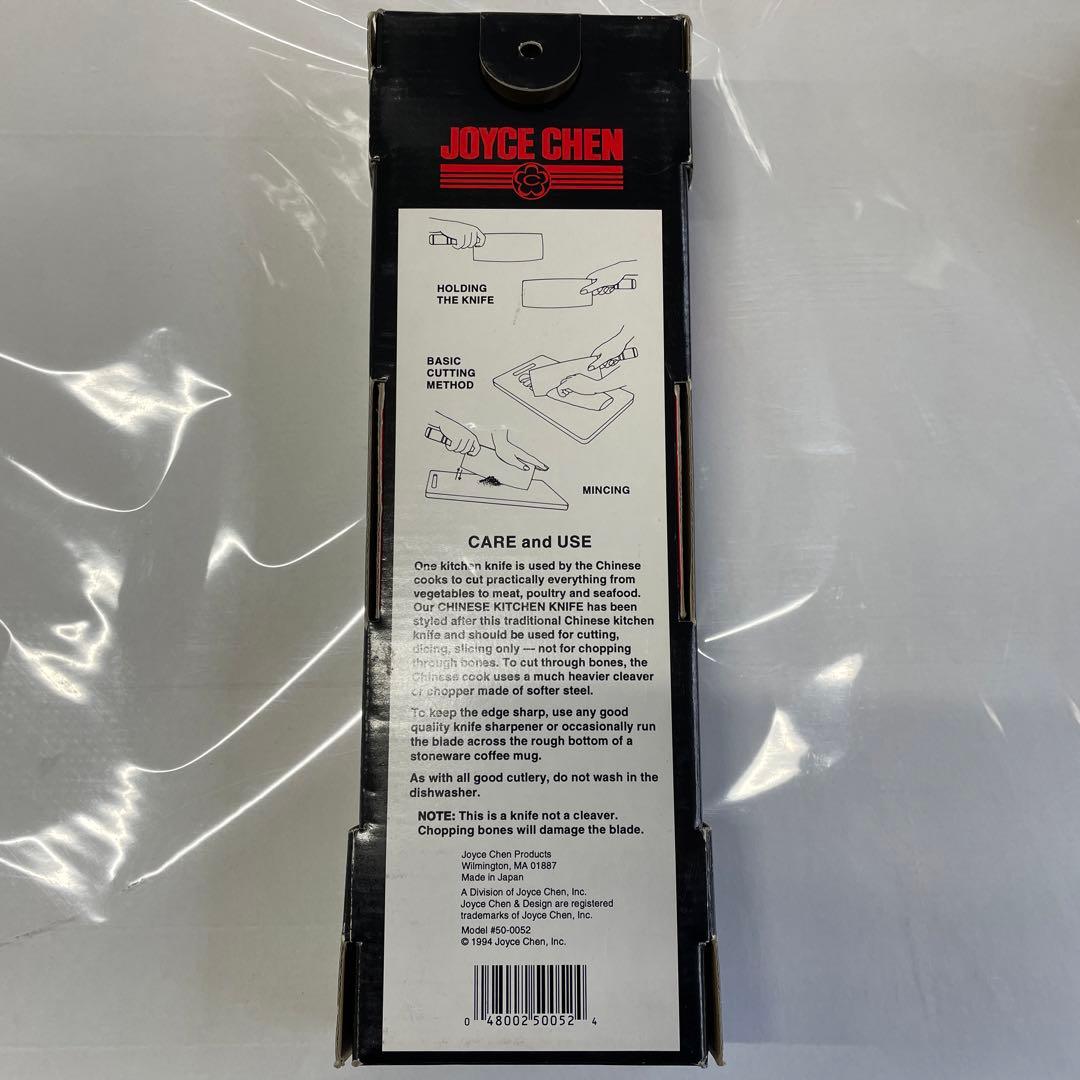 JOYCE CHEN
HOLDING
THE KNIFE
BASIC
CUTTING
METHOD
MINCING
CARE and USE
One kitchen knife is used by the Chinese
cooks to cut practically everything from
vegetables to meat, poultry and seafood.
Our CHINESE KITCHEN KNIFE has been
styled after this traditional Chinese kitchen
knife and should be used for cutting,
dicing, slicing only — not for chopping
through bones. To cut through bones, the
Chinese cook uses a much heavier cleaver
or chopper made of softer steel.
To keep the edge sharp, use any good
quality knife sharpener or occasionally run
the blade across the rough bottom of a
stoneware coffee mug.
As with all good cutlery, do not wash in the
dishwasher.
NOTE: This is a knife not a cleaver.
Chopping bones will damage the blade.
Joyce Chen Products
Wilmington, MA 01887
Made in Japan
A Division of Joyce Chen, Inc.
Joyce Chen & Design are registered
trademarks of Joyce Chen, Inc.
Model #50-0052
© 1994 Joyce Chen, Inc.
0 48002 50052 4